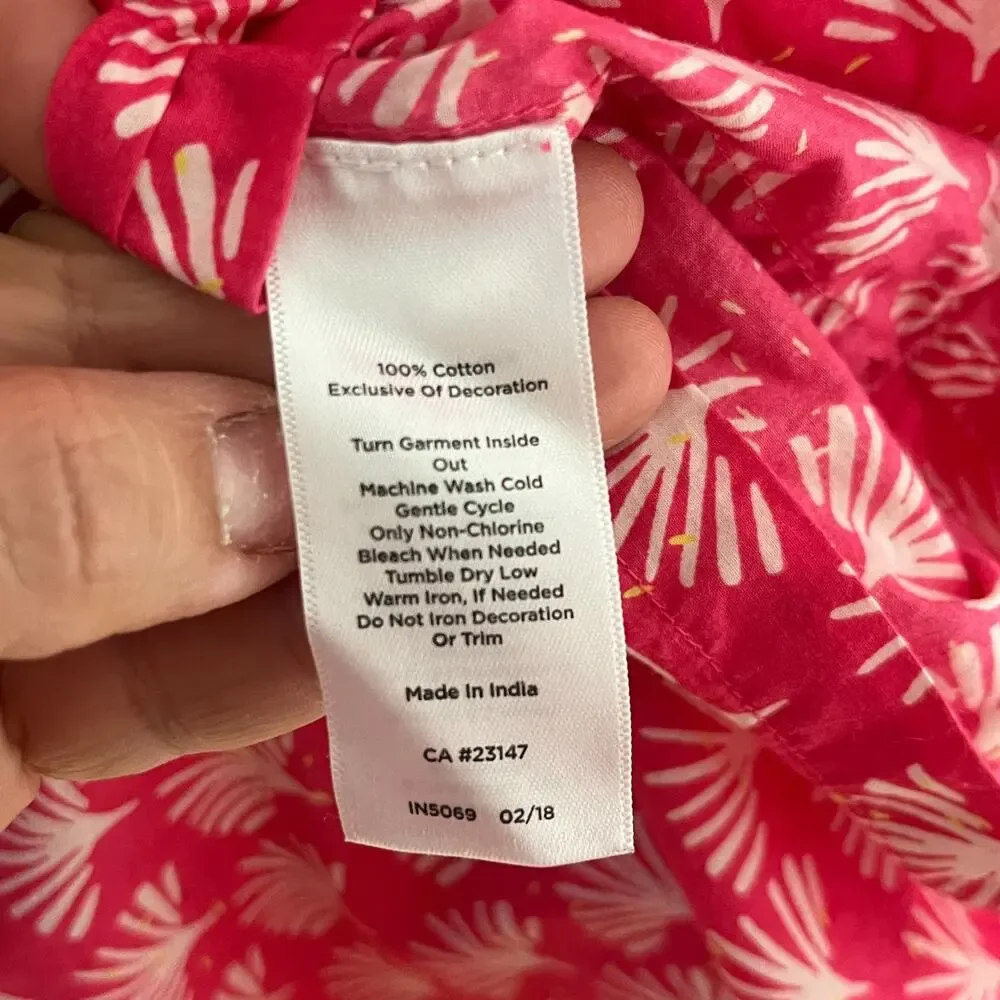 100% Cotton
Exclusive Of Decoration
Turn Garment Inside
Out
Machine Wash Cold
Gentle Cycle
Only Non-Chlorine
Bleach When Needed
Tumble Dry Low
Warm Iron, If Needed
Do Not Iron Decoration
Or Trim
Made In India
CA #23147
IN5069 02/18